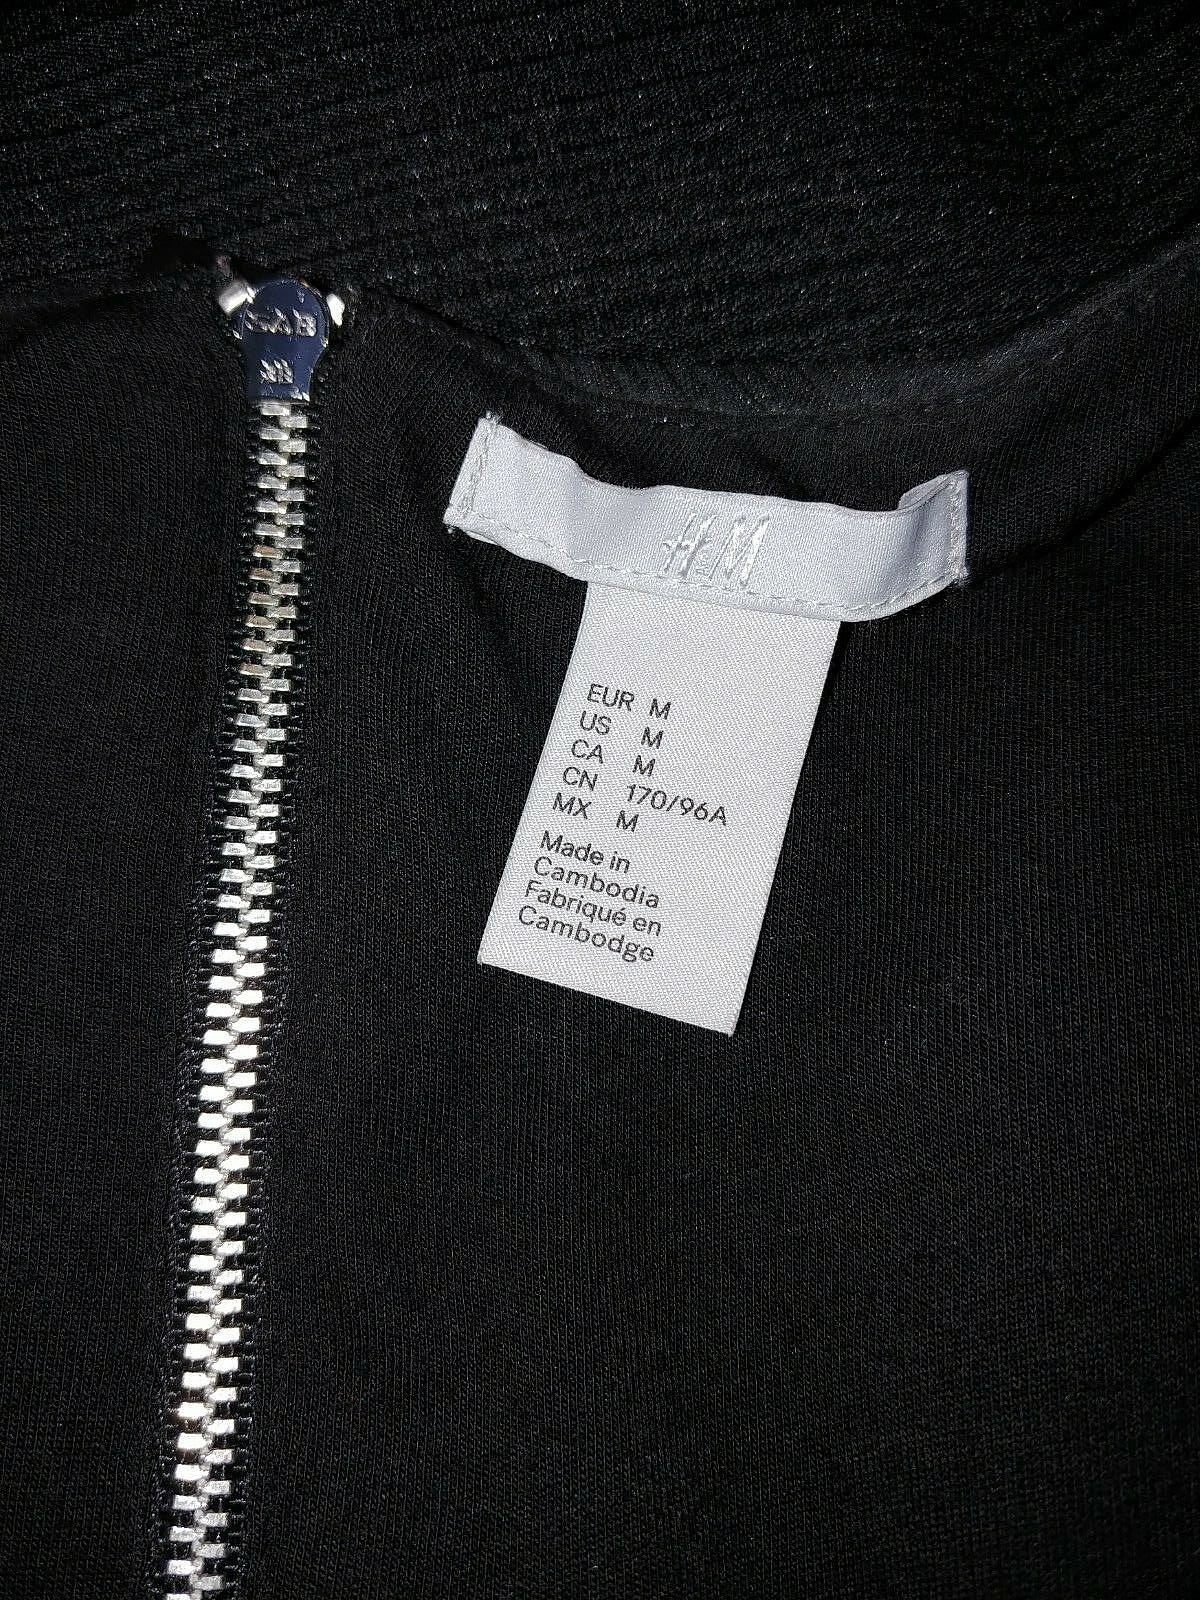 H&M
EUR M
US M
CA M
CN 170/96A
MX M
Made in
Cambodia
Fabriqué en
Cambodge